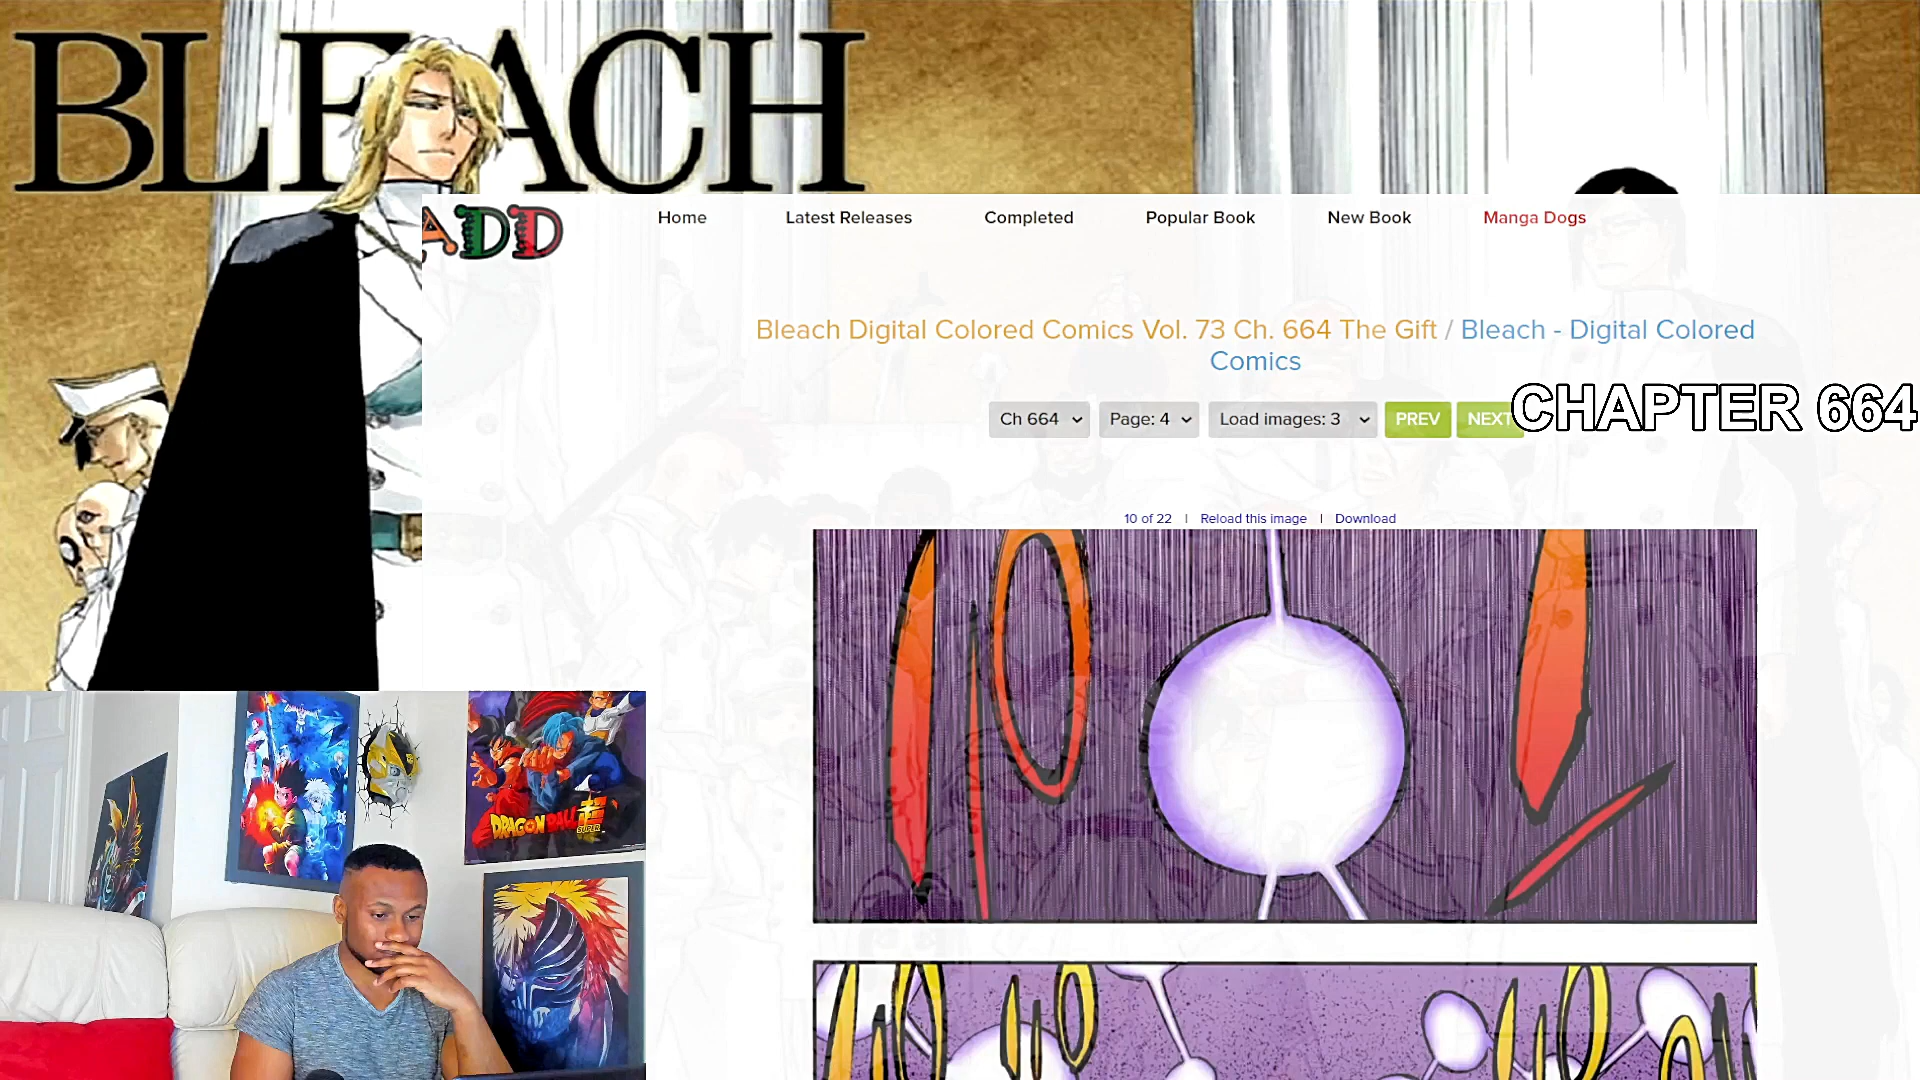 BLEACH
ADD
Home Latest Releases Completed Popular Book New Book Manga Dogs
Bleach Digital Colored Comics Vol. 73 Ch. 664 The Gift / Bleach - Digital Colored
Comics
Ch 664 Page: 4 Load images: 3 PREV NEXT
CHAPTER 664
10 of 22 | Reload this image | Download
DRAGON BALL
SUPER